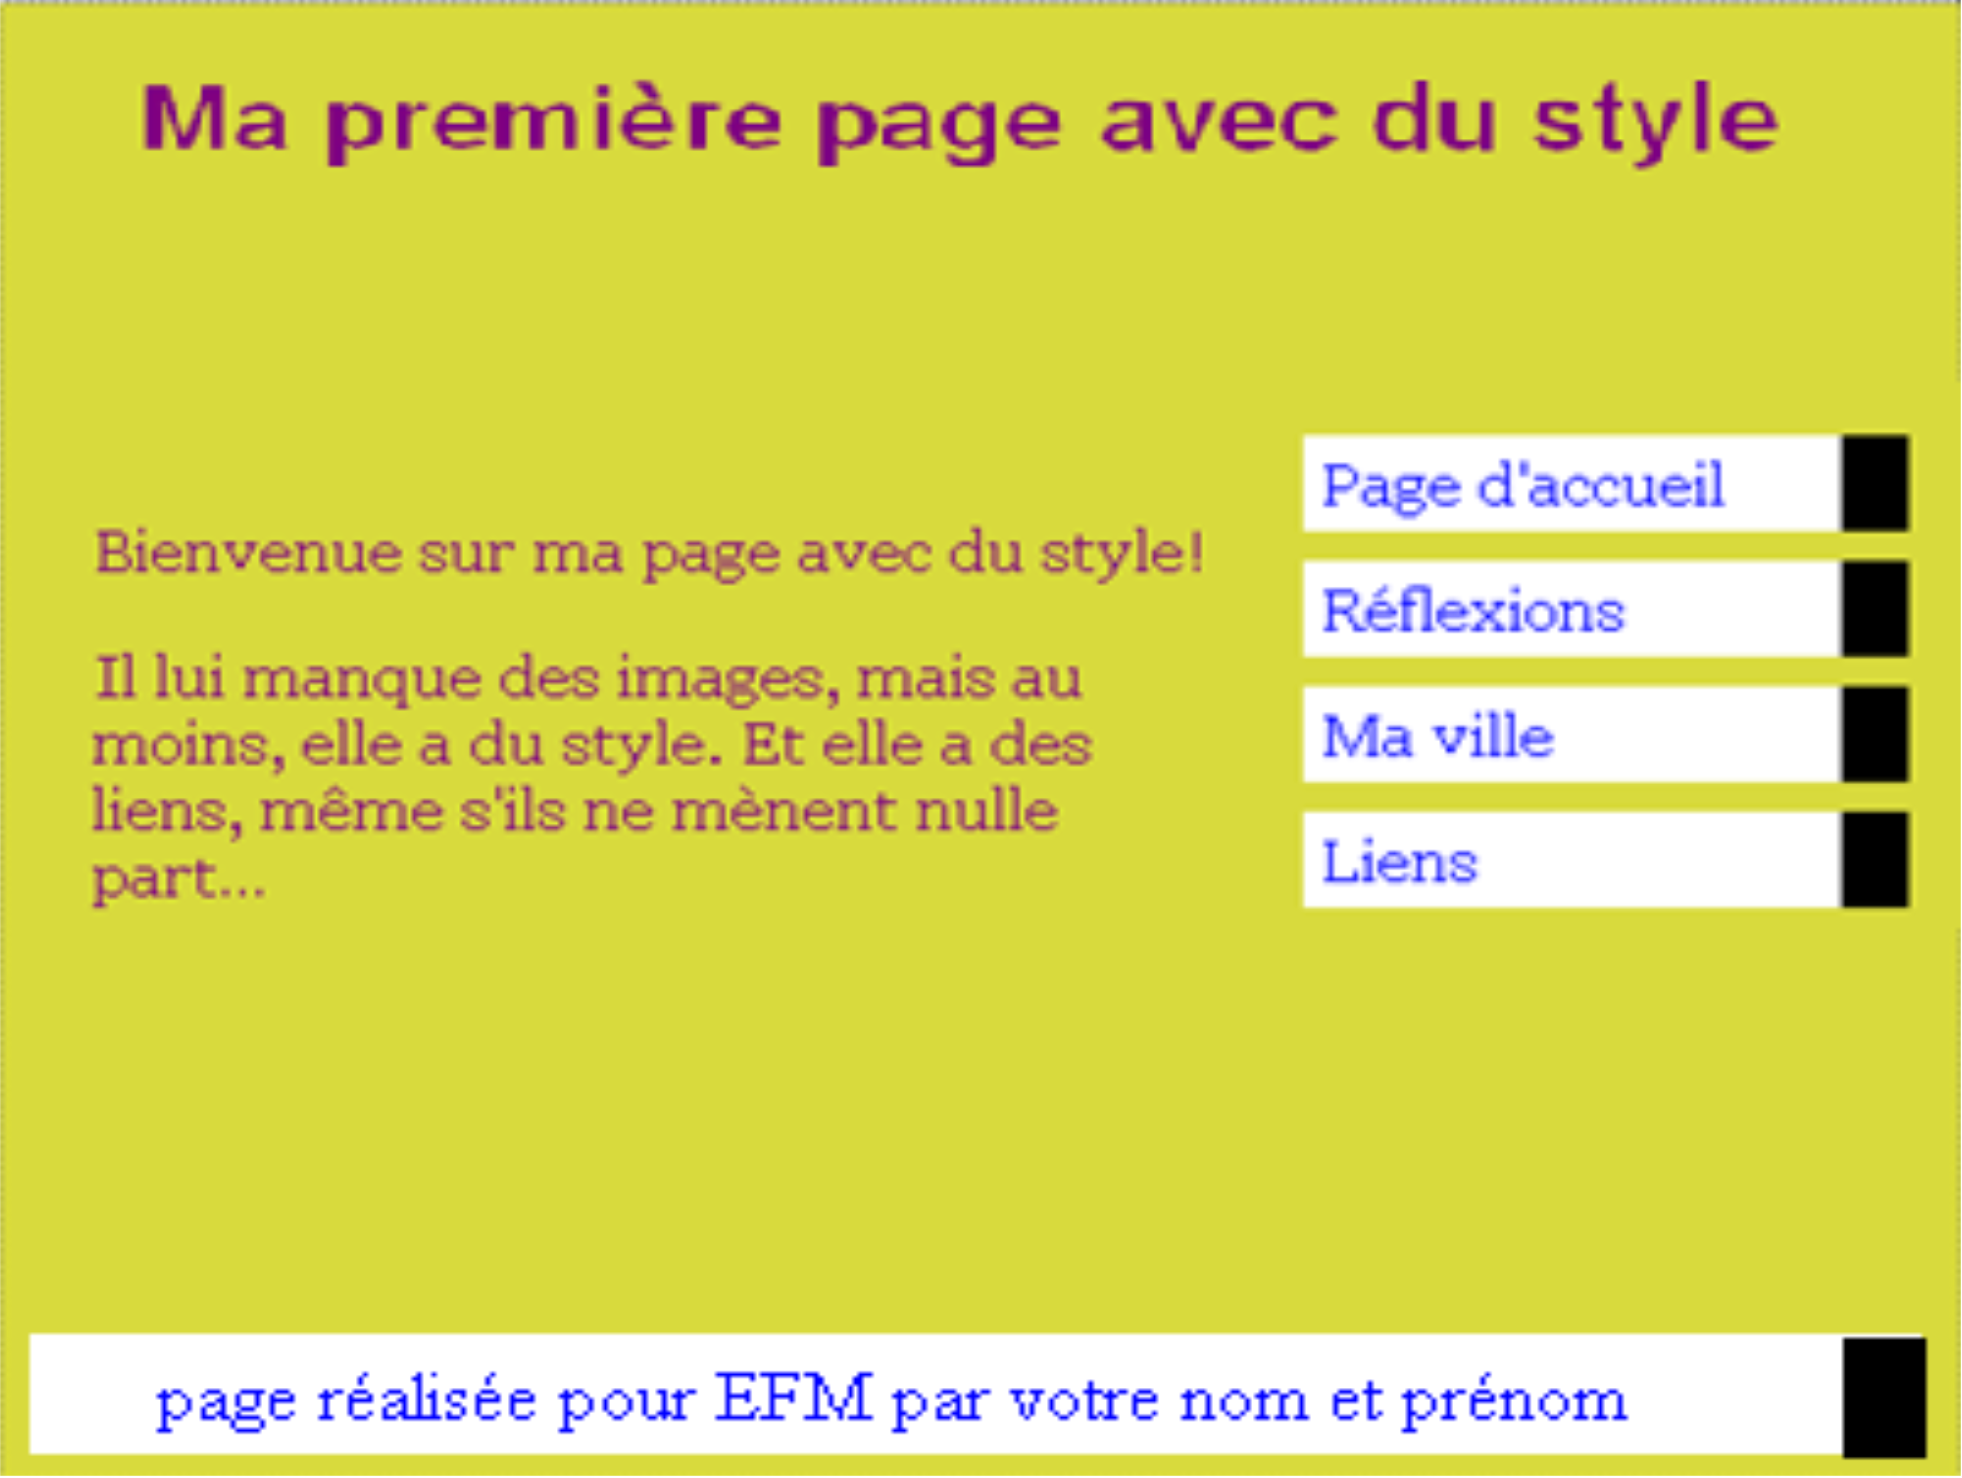 Ma première page avec du style
Bienvenue sur ma page avec du style!
Il lui manque des images, mais au
moins, elle a du style. Et elle a des
liens, même s'ils ne mènent nulle
part...
Page d'accueil
Réflexions
Ma ville
Liens
page réalisée pour EFM par votre nom et prénom